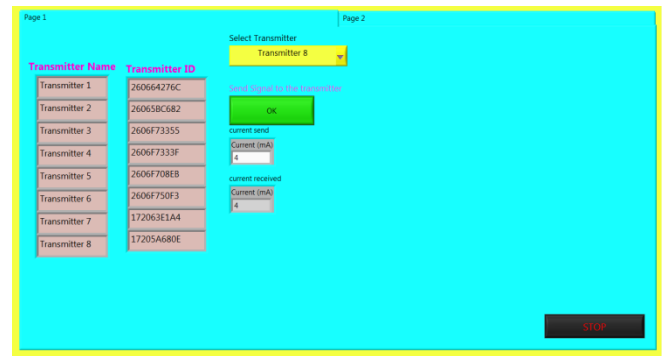 Page 1
Page 2
Select Transmitter
Transmitter 8
Transmitter Name
Transmitter ID
Transmitter 1
260664276C
Transmitter 2
26065BC682
Transmitter 3
2606F73355
Transmitter 4
2606F7333F
Transmitter 5
2606F708EB
Transmitter 6
2606F750F3
Transmitter 7
172063E1A4
Transmitter 8
17205A680E
Send Signal to the transmitter
OK
current send
Current (mA)
4
current received
Current (mA)
4
STOP